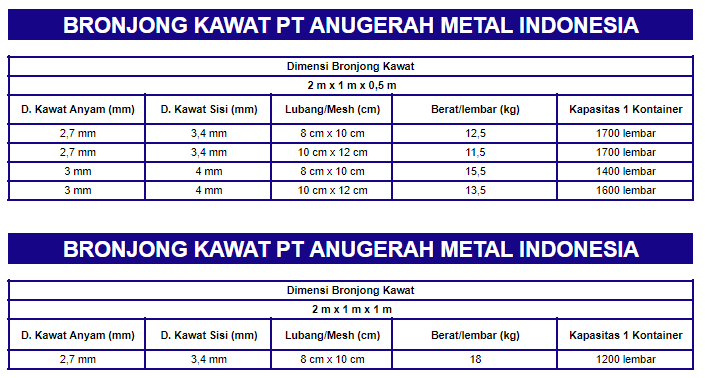 BRONJONG KAWAT PT ANUGERAH METAL INDONESIA
Dimensi Bronjong Kawat
2 m x 1 m x 0,5 m
D. Kawat Anyam (mm) D. Kawat Sisi (mm) Lubang/Mesh (cm) Berat/lembar (kg) Kapasitas 1 Kontainer
2,7 mm 3,4 mm 8 cm x 10 cm 12,5 1700 lembar
2,7 mm 3,4 mm 10 cm x 12 cm 11,5 1700 lembar
3 mm 4 mm 8 cm x 10 cm 15,5 1400 lembar
3 mm 4 mm 10 cm x 12 cm 13,5 1600 lembar
BRONJONG KAWAT PT ANUGERAH METAL INDONESIA
Dimensi Bronjong Kawat
2 m x 1 m x 1 m
D. Kawat Anyam (mm) D. Kawat Sisi (mm) Lubang/Mesh (cm) Berat/lembar (kg) Kapasitas 1 Kontainer
2,7 mm 3,4 mm 8 cm x 10 cm 18 1200 lembar